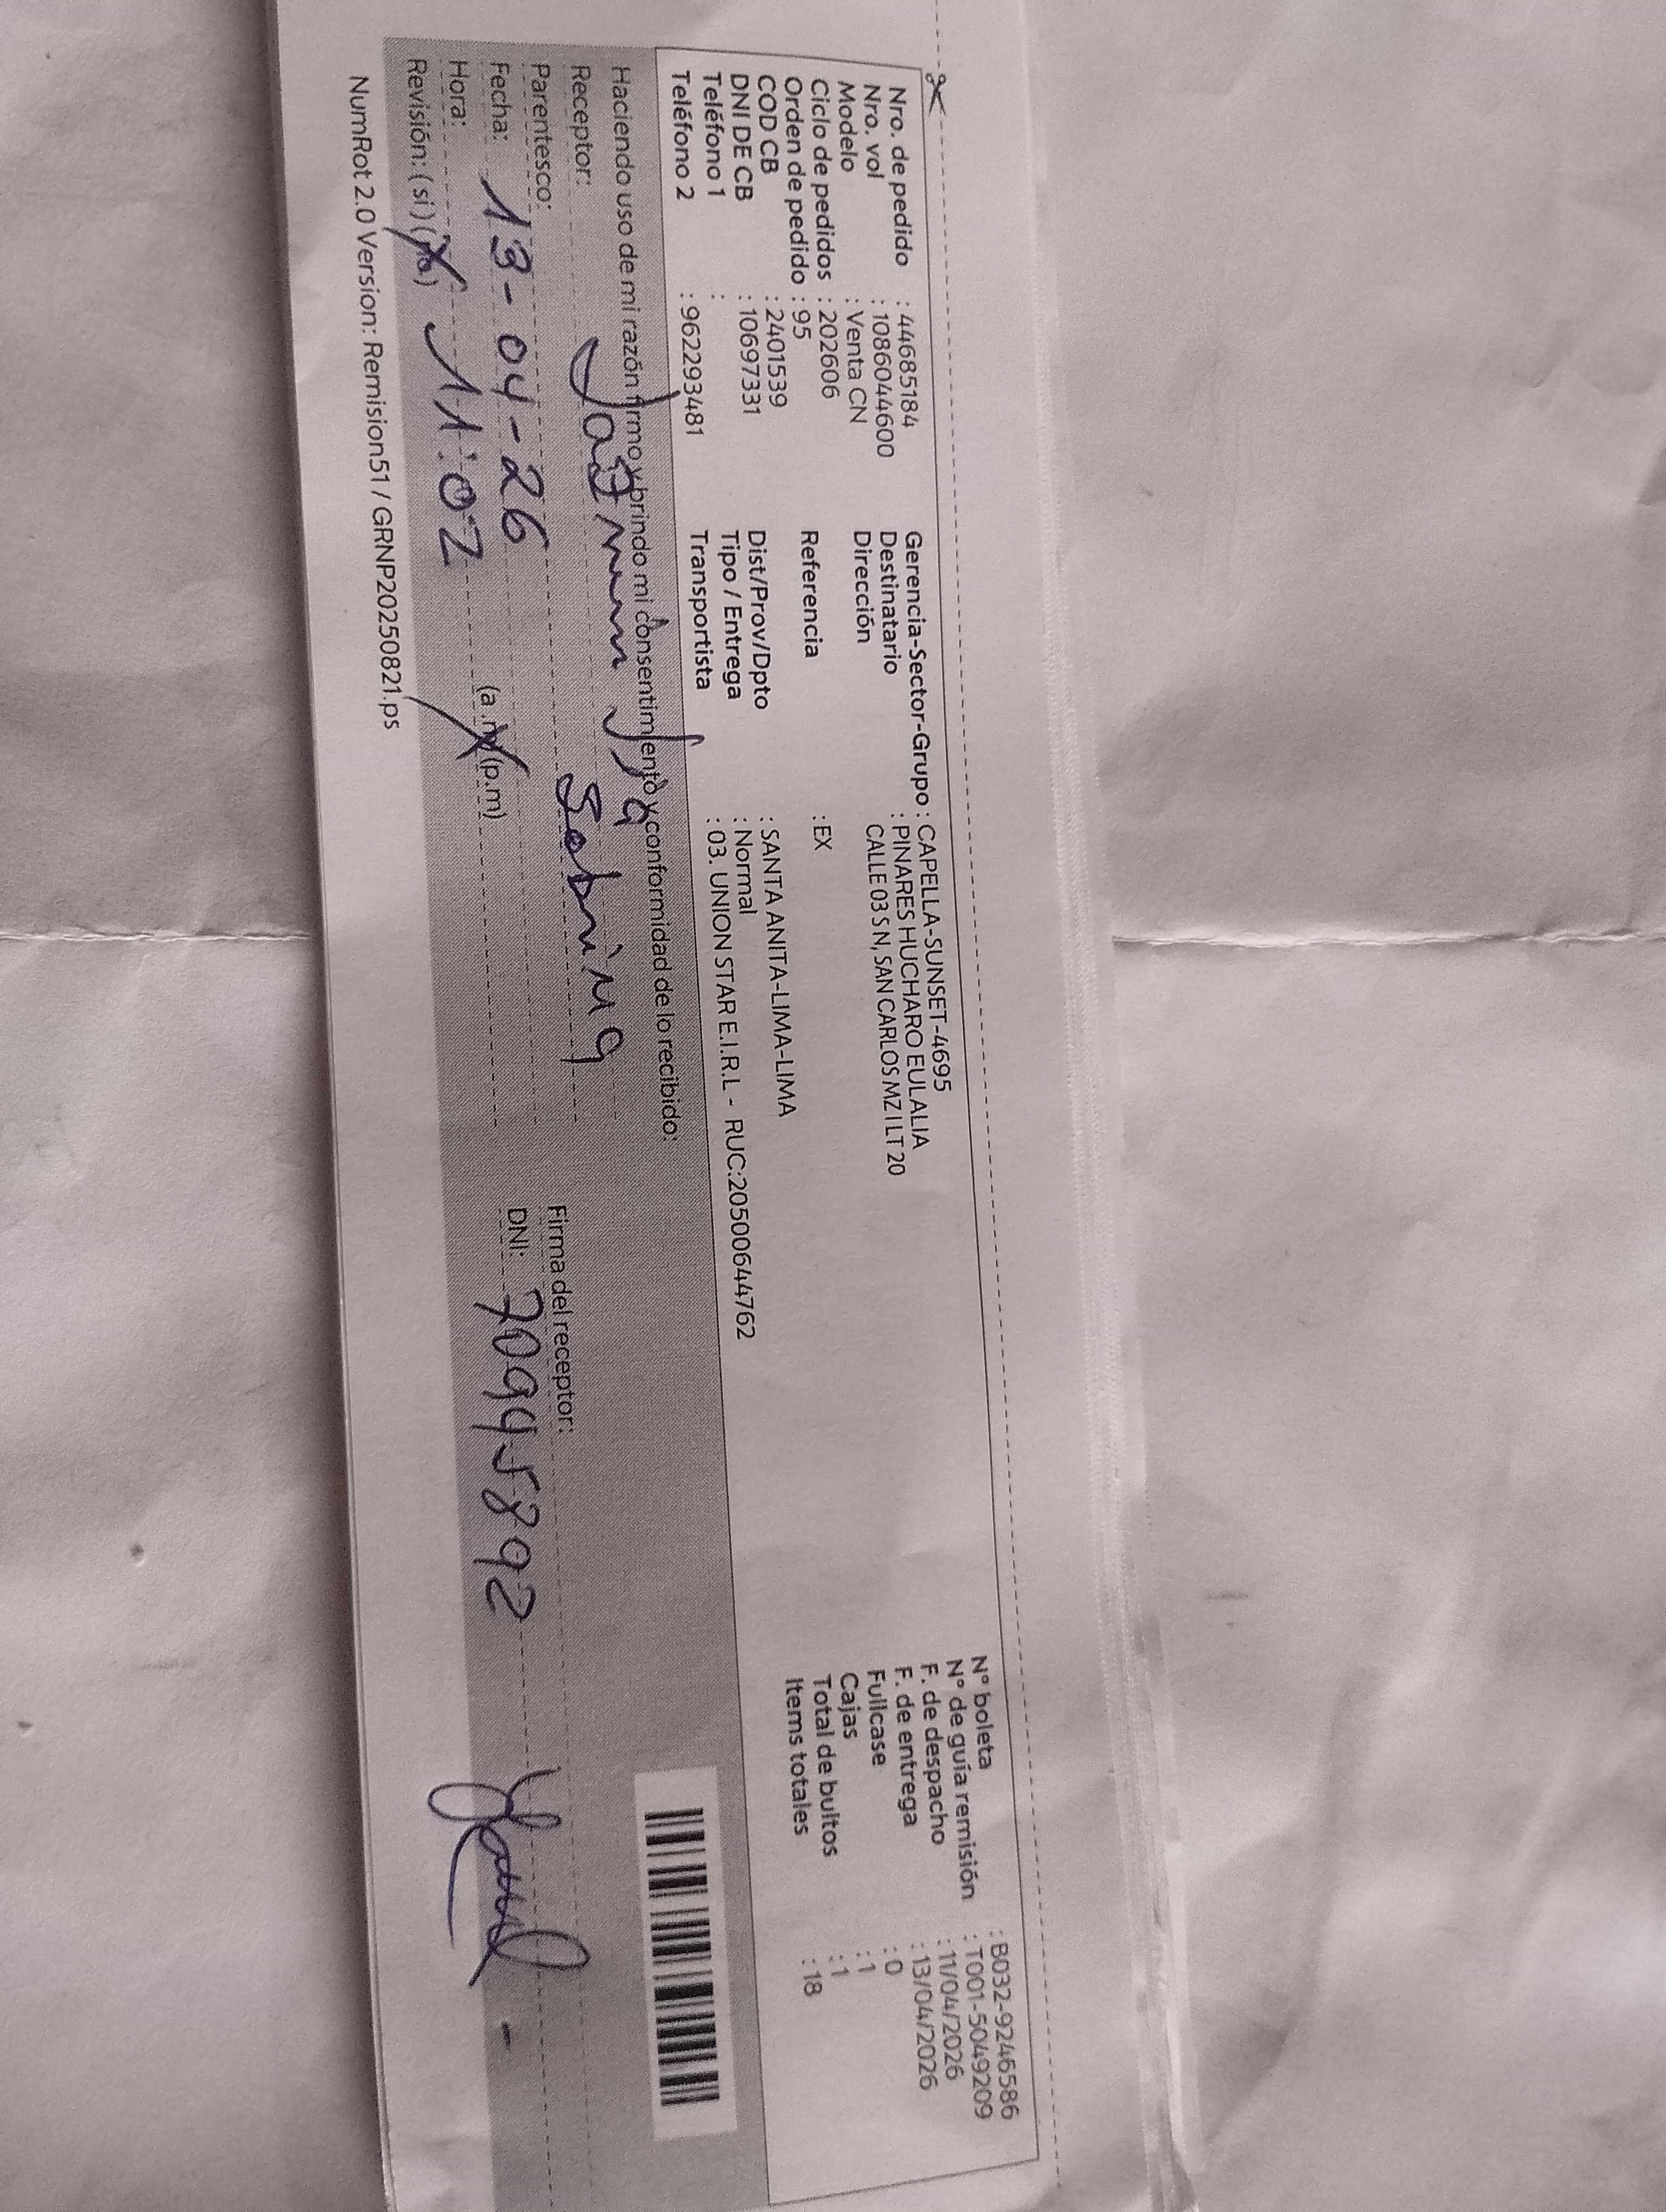 Nro. de pedido : 44685184
Nro. vol : 1086044600
Modelo : Venta CN
Ciclo de pedidos : 202606
Orden de pedido : 95
COD CB : 2401539
DNI DE CB : 10697331
Teléfono 1 :
Teléfono 2 : 962293481
Gerencia-Sector-Grupo : CAPELLA-SUNSET-4695
Destinatario : PINARES HUCHARO EULALIA
Dirección CALLE 03 S N, SAN CARLOS MZ I LT 20
Referencia : EX
Dist/Prov/Dpto : SANTA ANITA-LIMA-LIMA
Tipo / Entrega : Normal
Transportista : 03. UNION STAR E.I.R.L - RUC:20500644762
N° boleta : B032-9246586
N° de guía remisión : T001-5049209
F. de despacho : 11/04/2026
F. de entrega : 13/04/2026
Fullcase : 0
Cajas : 1
Total de bultos : 1
Items totales : 18
Haciendo uso de mi razón firmo y brindo mi consentimiento y conformidad de lo recibido:
Receptor:
Parentesco: Sobrina
Fecha: 13-04-26
Hora: 11:02 (a.m) (p.m)
Revisión: ( si ) ( no )
Firma del receptor:
DNI: 70995892
NumRot 2.0 Version: Remision51 / GRNP20250821.ps